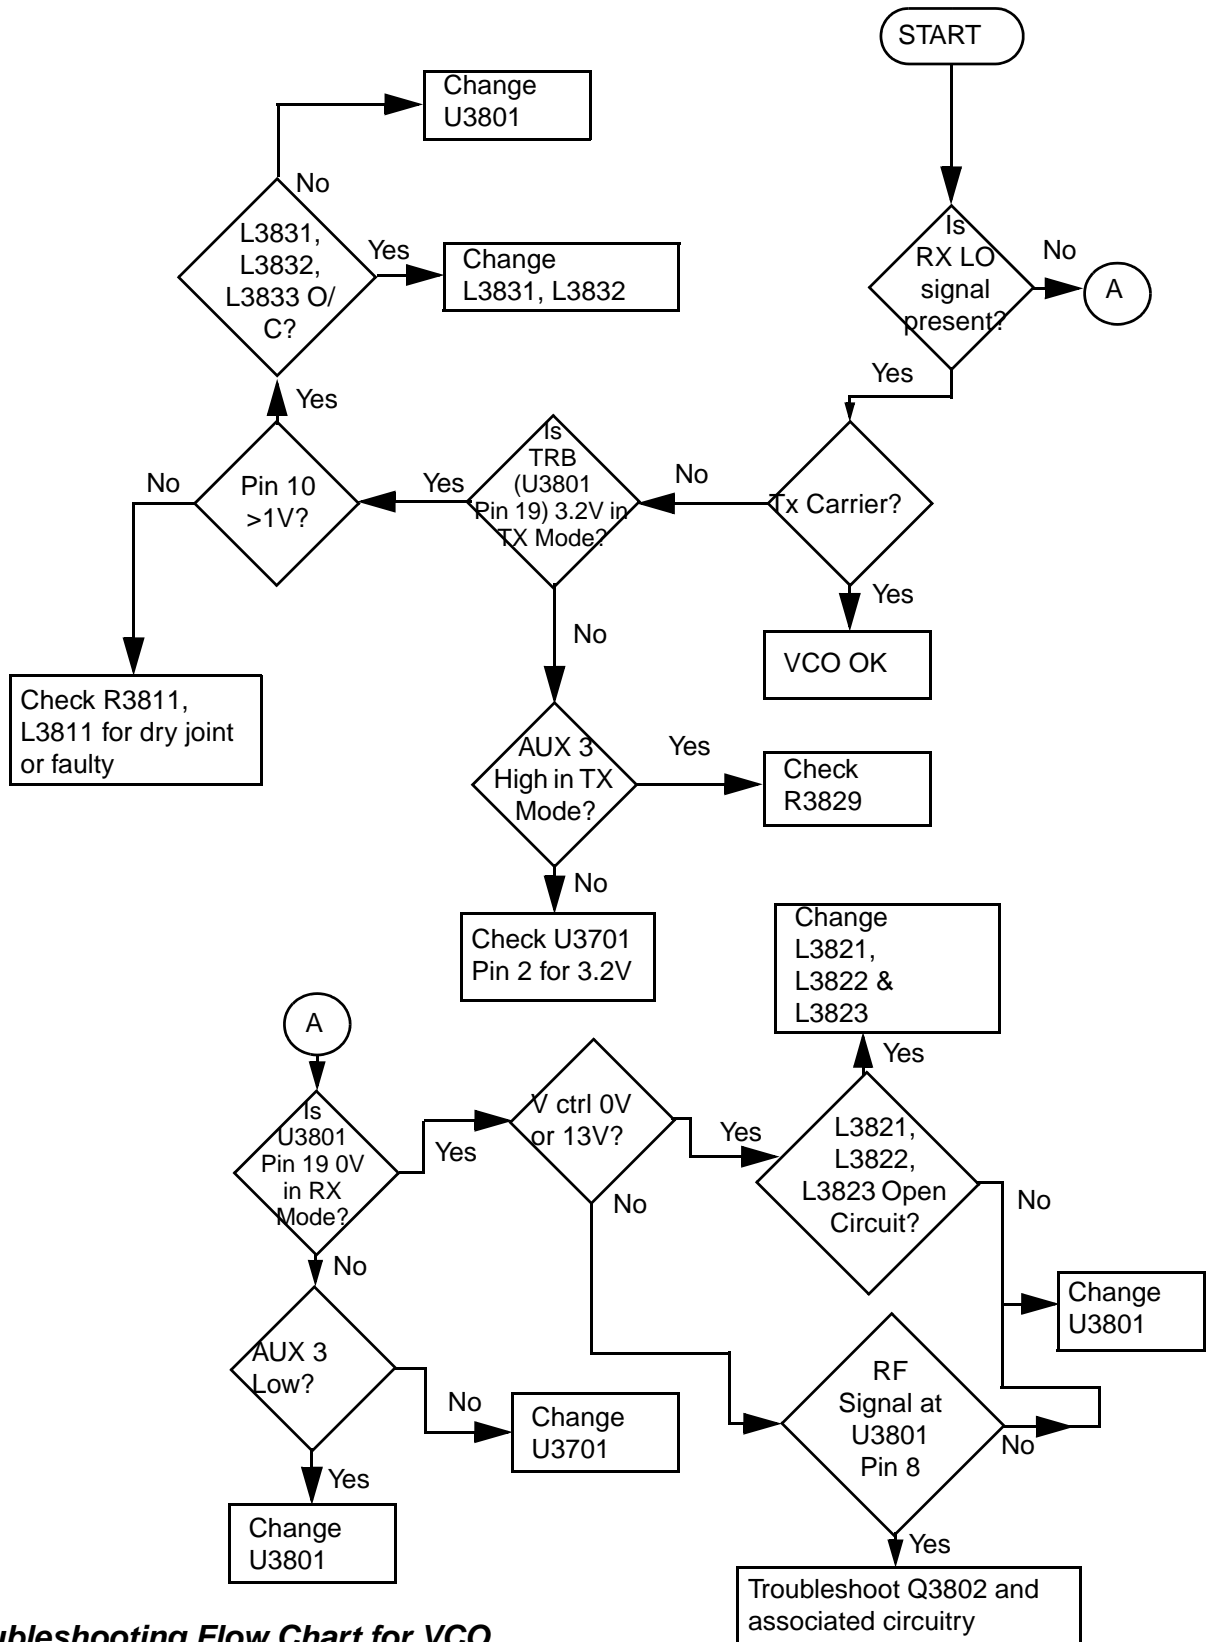 START
Change
U3801
No
L3831,
L3832,
L3833 O/
C?
Yes
Change
L3831, L3832
Is
RX LO
signal
present?
No
A
Yes
Yes
Pin 10
>1V?
No
Yes
Is
TRB
(U3801
Pin 19) 3.2V in
TX Mode?
No
Tx Carrier?
Yes
VCO OK
No
Check R3811,
L3811 for dry joint
or faulty
AUX 3
High in TX
Mode?
Yes
Check
R3829
No
Check U3701
Pin 2 for 3.2V
Change
L3821,
L3822 &
L3823
A
Yes
Is
U3801
Pin 19 0V
in RX
Mode?
Yes
V ctrl 0V
or 13V?
Yes
L3821,
L3822,
L3823 Open
Circuit?
No
No
No
Change
U3801
AUX 3
Low?
No
Change
U3701
RF
Signal at
U3801
Pin 8
No
Yes
Change
U3801
Yes
Troubleshoot Q3802 and
associated circuitry
ubleshooting Flow Chart for VCO